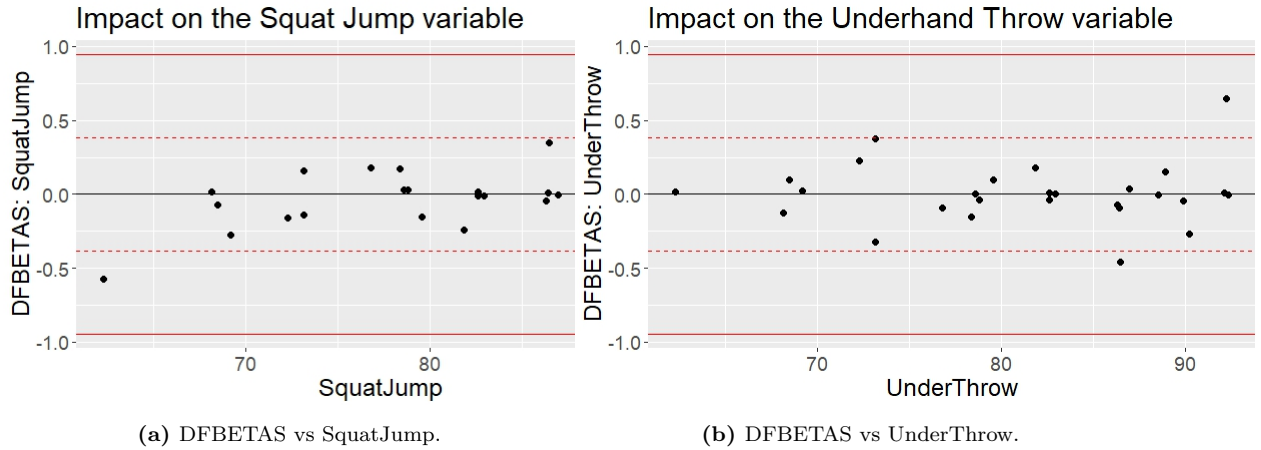 Impact on the Squat Jump variable
1.0
0.5
0.0
-0.5
-1.0
DFBETAS: SquatJump
70
80
SquatJump
(a) DFBETAS vs SquatJump.
Impact on the Underhand Throw variable
1.0
0.5
0.0
-0.5
-1.0
DFBETAS: UnderThrow
70
80
90
UnderThrow
(b) DFBETAS vs UnderThrow.